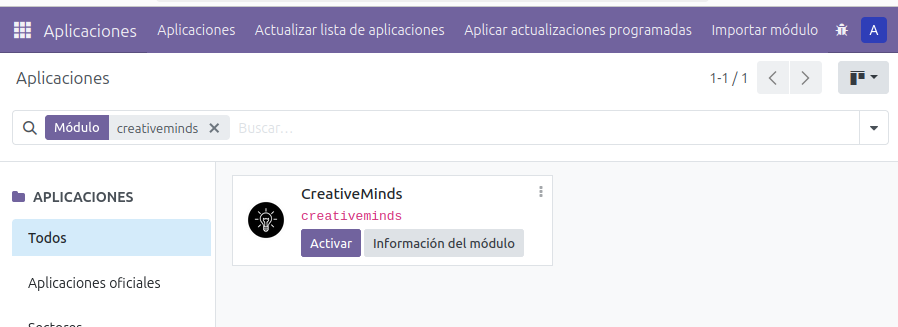 Aplicaciones Aplicaciones Actualizar lista de aplicaciones Aplicar actualizaciones programadas Importar módulo A
Aplicaciones 1-1 / 1
Módulo creativeminds Buscar...
APLICACIONES
Todos
Aplicaciones oficiales
Sectores
CreativeMinds
creativeminds
Activar Información del módulo